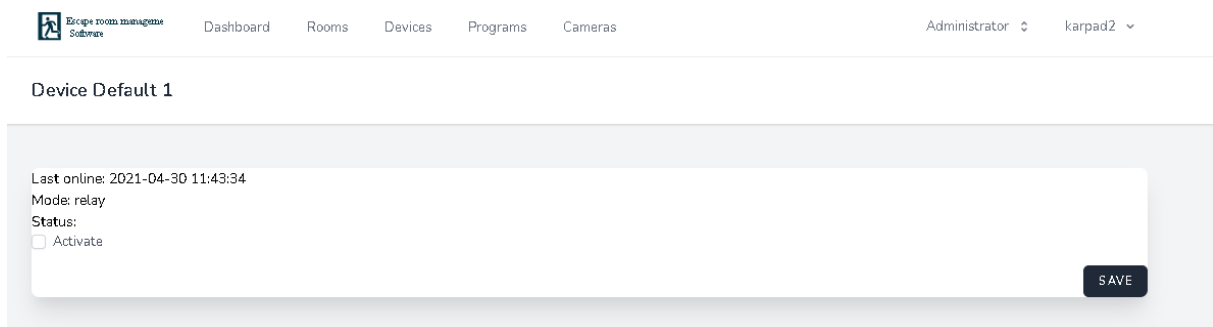 Escape room manageme
Software
Dashboard Rooms Devices Programs Cameras Administrator karpad2
Device Default 1
Last online: 2021-04-30 11:43:34
Mode: relay
Status:
Activate
SAVE